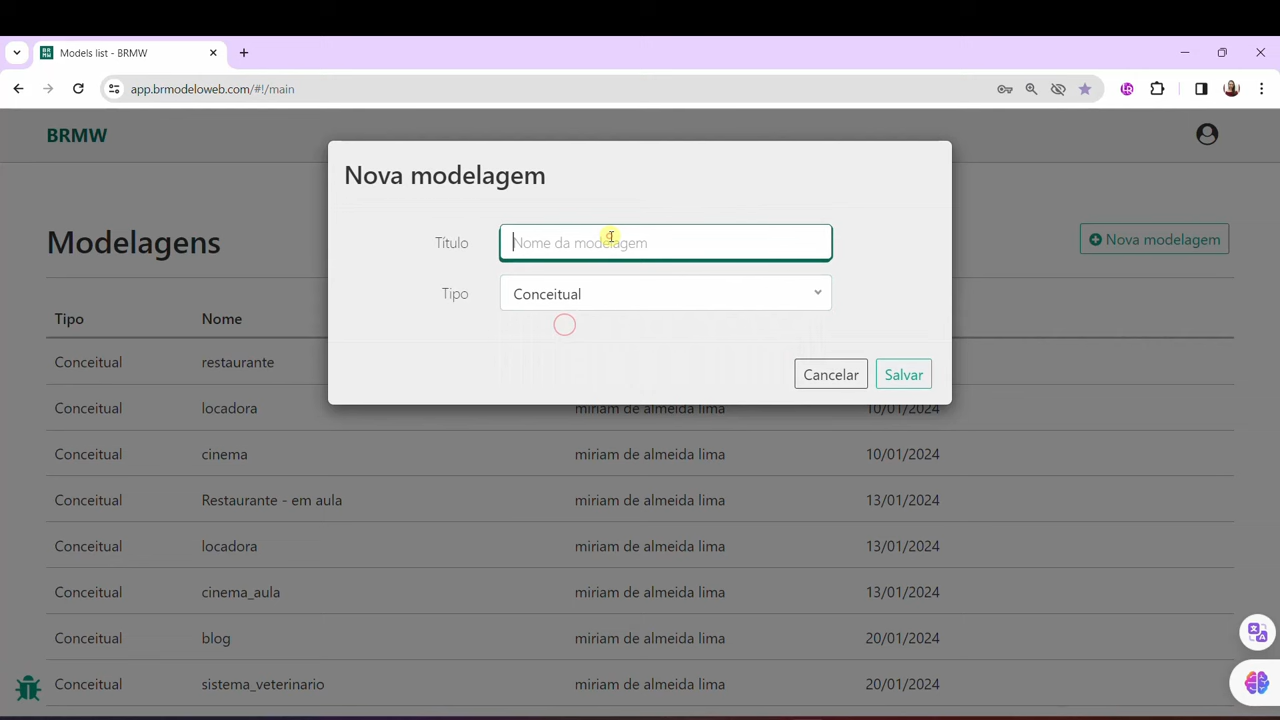 Models list - BRMW
app.brmodeloweb.com/#!/main
BRMW
Nova modelagem
Título
Nome da modelagem
Tipo
Conceitual
Cancelar
Salvar
Modelagens
Nova modelagem
Tipo
Nome
Conceitual restaurante
Conceitual locadora miriam de almeida lima 10/01/2024
Conceitual cinema miriam de almeida lima 10/01/2024
Conceitual Restaurante - em aula miriam de almeida lima 13/01/2024
Conceitual locadora miriam de almeida lima 13/01/2024
Conceitual cinema_aula miriam de almeida lima 13/01/2024
Conceitual blog miriam de almeida lima 20/01/2024
Conceitual sistema_veterinario miriam de almeida lima 20/01/2024